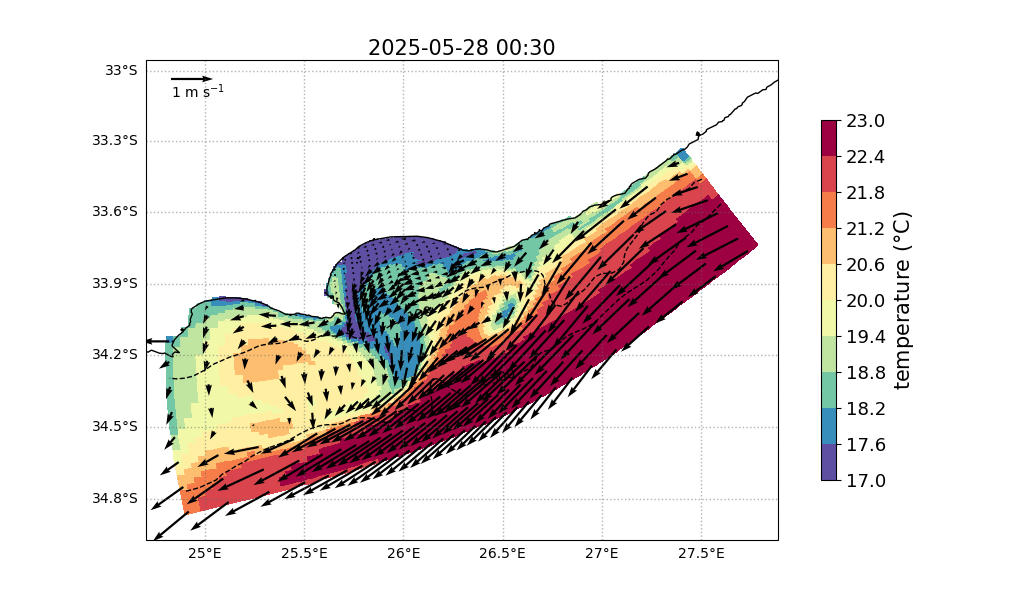 2025-05-28 00:30
1 m s⁻¹
33°S
33.3°S
33.6°S
33.9°S
34.2°S
34.5°S
34.8°S
25°E
25.5°E
26°E
26.5°E
27°E
27.5°E
23.0
22.4
21.8
21.2
20.6
20.0
19.4
18.8
18.2
17.6
17.0
temperature (°C)